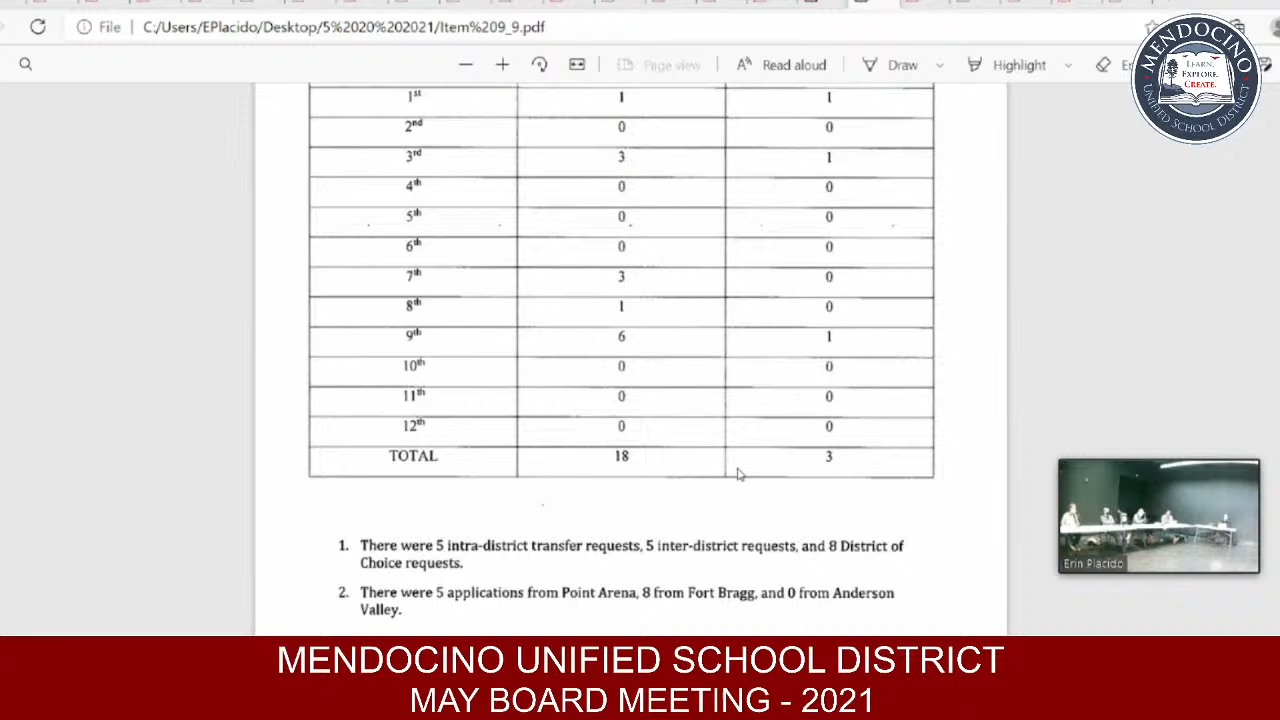 File C:/Users/EPlacido/Desktop/5%2020%202021/Item%209_9.pdf
Page view Read aloud Draw Highlight
MENDOCINO
LEARN.
EXPLORE.
CREATE.
UNIFIED SCHOOL DISTRICT
1st 1 1
2nd 0 0
3rd 3 1
4th 0 0
5th 0 0
6th 0 0
7th 3 0
8th 1 0
9th 6 1
10th 0 0
11th 0 0
12th 0 0
TOTAL 18 3
1. There were 5 intra-district transfer requests, 5 inter-district requests, and 8 District of
Choice requests.
2. There were 5 applications from Point Arena, 8 from Fort Bragg, and 0 from Anderson
Valley.
Erin Placido
MENDOCINO UNIFIED SCHOOL DISTRICT
MAY BOARD MEETING - 2021